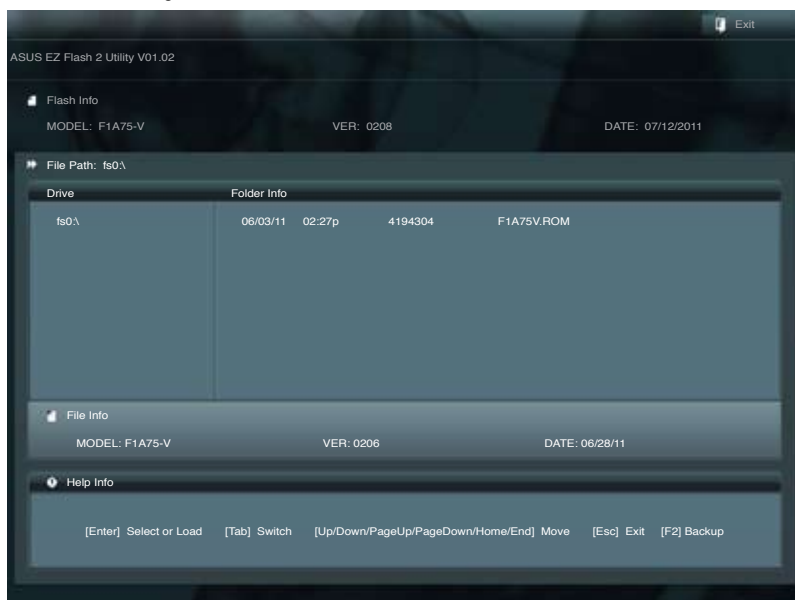 Exit
ASUS EZ Flash 2 Utility V01.02
Flash Info
MODEL: F1A75-V VER: 0208 DATE: 07/12/2011
File Path: fs0:\
Drive Folder Info
fs0:\ 06/03/11 02:27p 4194304 F1A75V.ROM
File Info
MODEL: F1A75-V VER: 0206 DATE: 06/28/11
Help Info
[Enter] Select or Load [Tab] Switch [Up/Down/PageUp/PageDown/Home/End] Move [Esc] Exit [F2] Backup